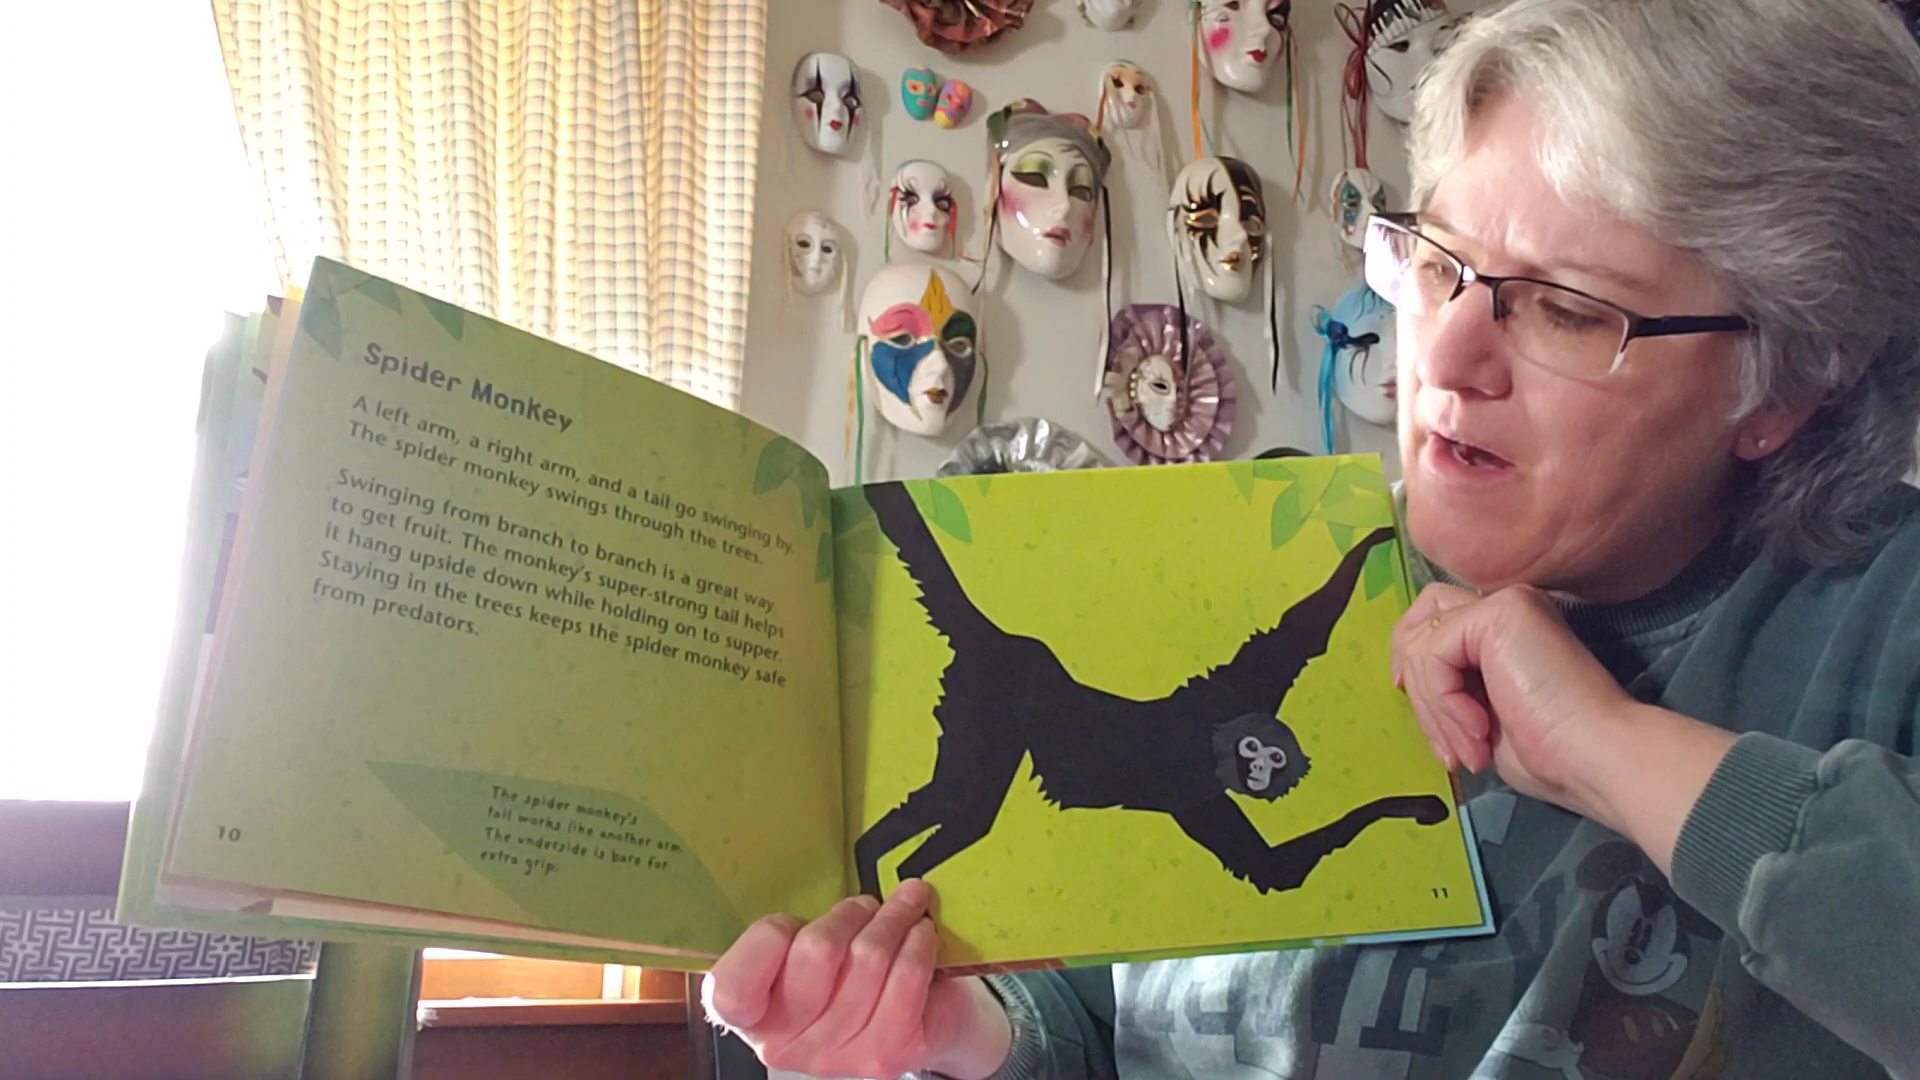 Spider Monkey
A left arm, a right arm, and a tail go swinging by.
The spider monkey swings through the trees.
Swinging from branch to branch is a great way
to get fruit. The monkey's super-strong tail helps
it hang upside down while holding on to supper.
Staying in the trees keeps the spider monkey safe
from predators.
The spider monkey's
tail works like another arm.
The underside is bare for
extra grip.
10
11